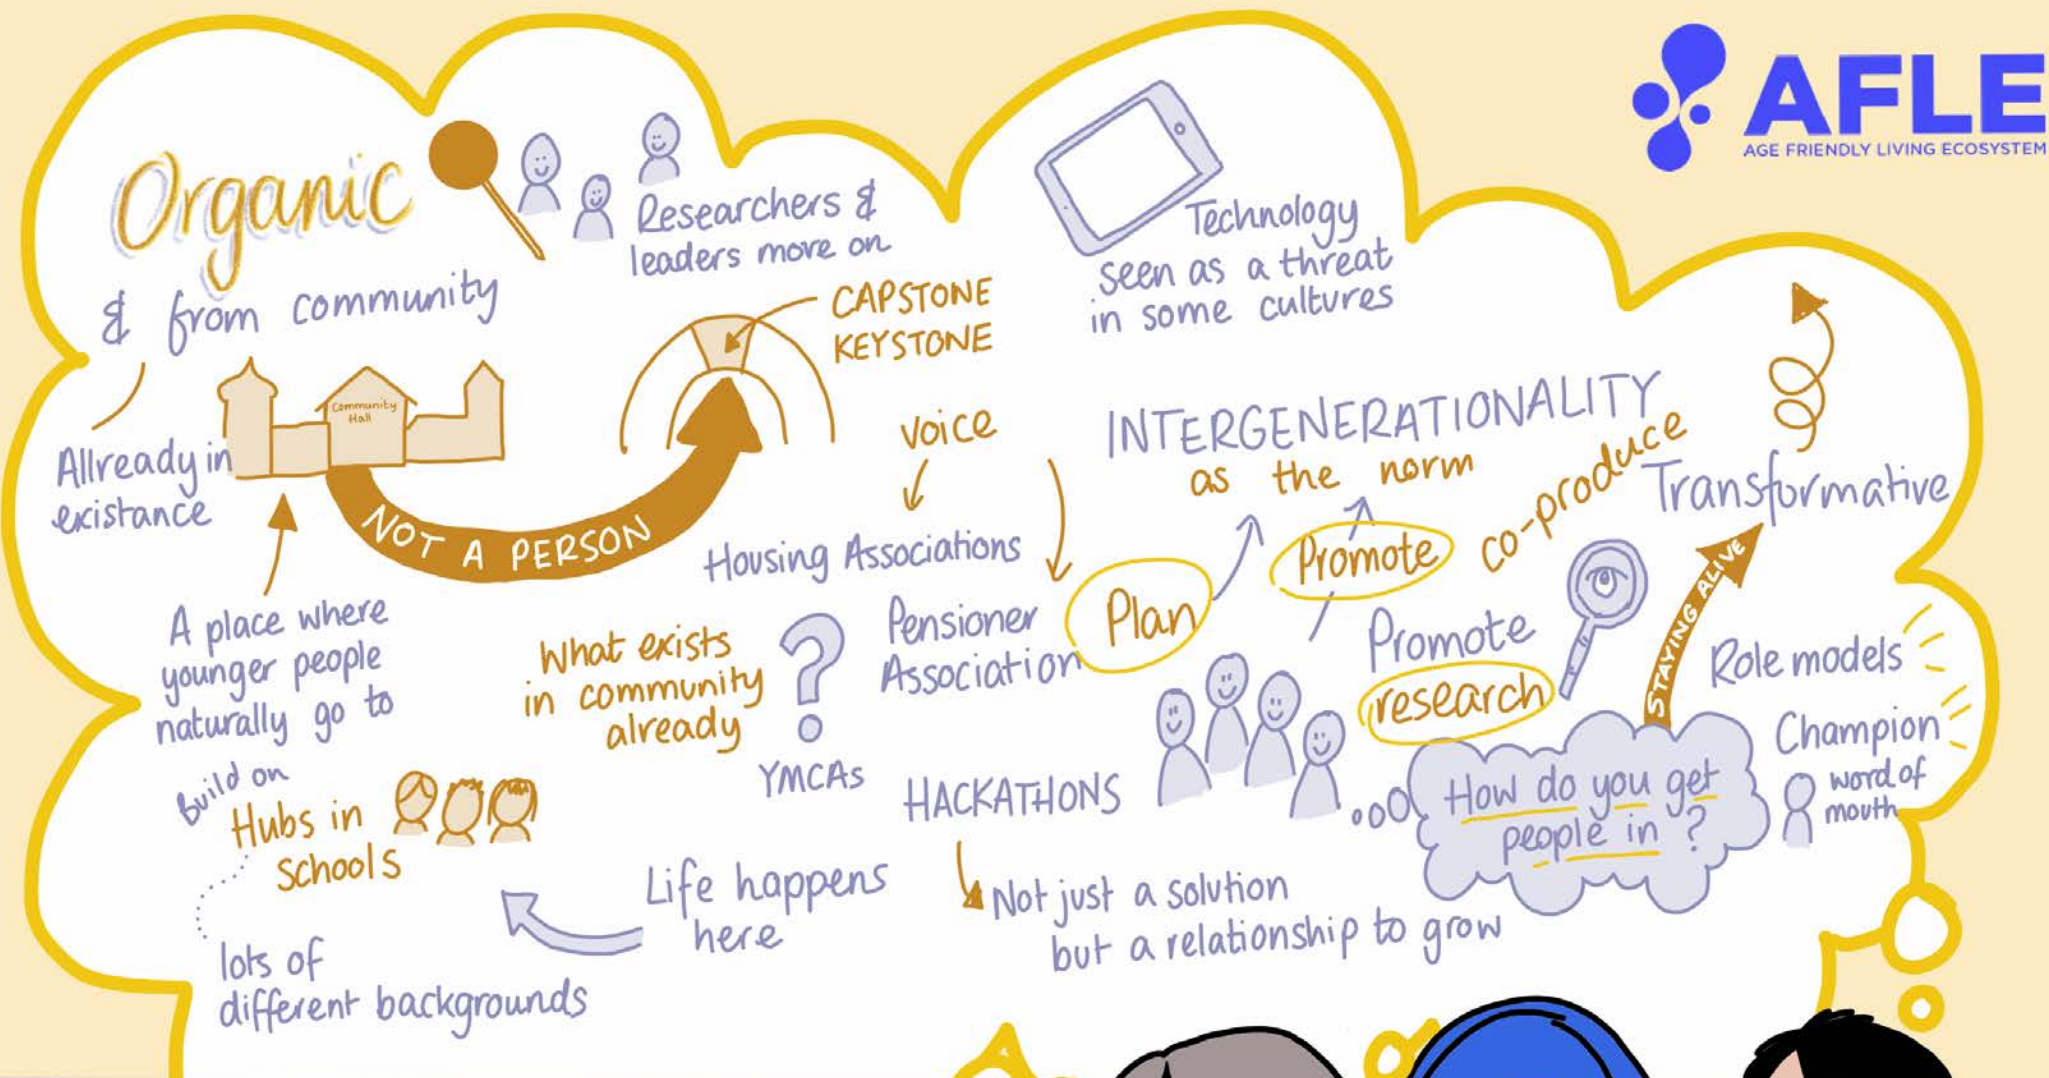 AFLE
AGE FRIENDLY LIVING ECOSYSTEM
Organic
& from community
Allready in
existance
Community
Hall
NOT A PERSON
A place where
younger people
naturally go to
Build on
Hubs in
schools
lots of
different backgrounds
Life happens
here
Researchers &
leaders move on
CAPSTONE
KEYSTONE
voice
Housing Associations
Pensioner
Association
What exists
in community
already
?
YMCAs
HACKATHONS
Not just a solution
but a relationship to grow
Technology
seen as a threat
in some cultures
INTERGENERATIONALITY
as the norm
Plan
Promote
co-produce
Promote
research
Transformative
STAYING ALIVE
How do you get
people in ?
Role models
Champion
word of
mouth